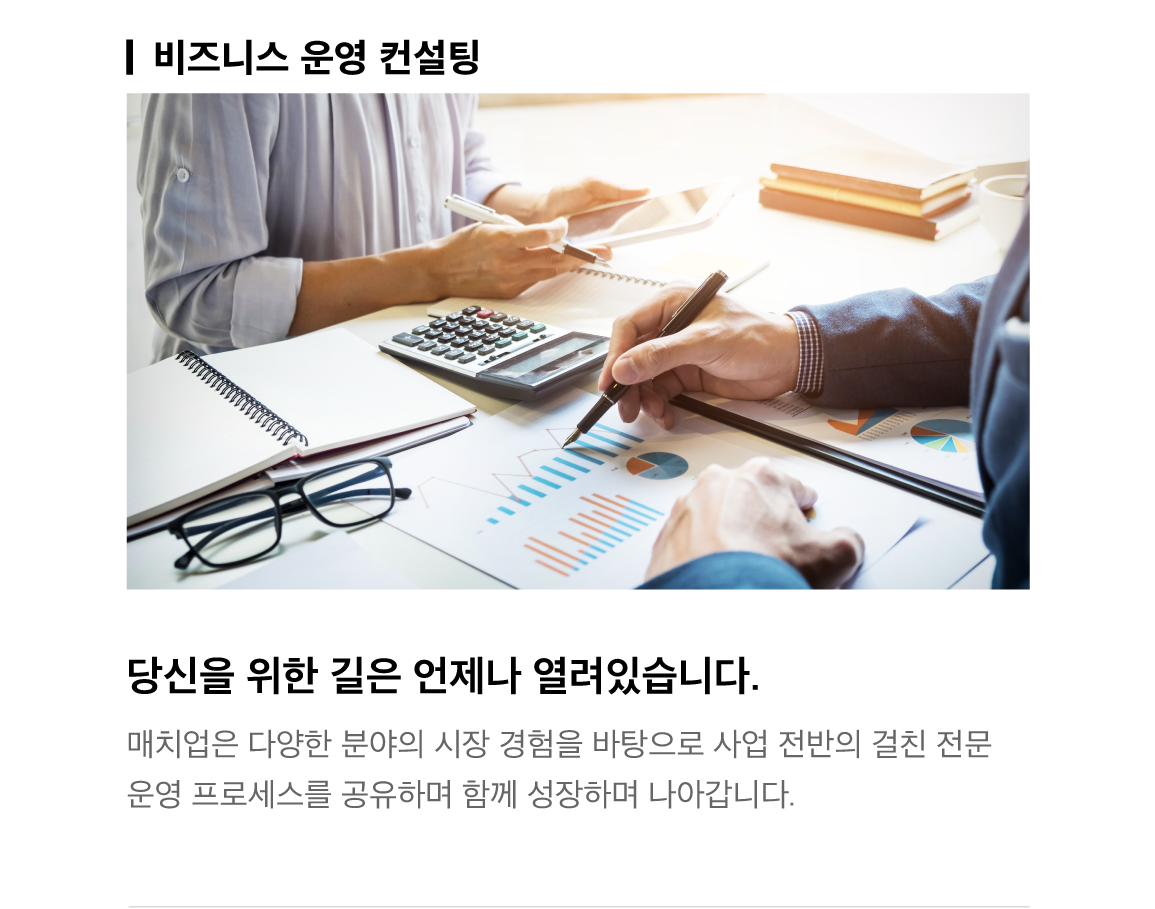 비즈니스 운영 컨설팅
당신을 위한 길은 언제나 열려있습니다.
매치업은 다양한 분야의 시장 경험을 바탕으로 사업 전반의 걸친 전문
운영 프로세스를 공유하며 함께 성장하며 나아갑니다.